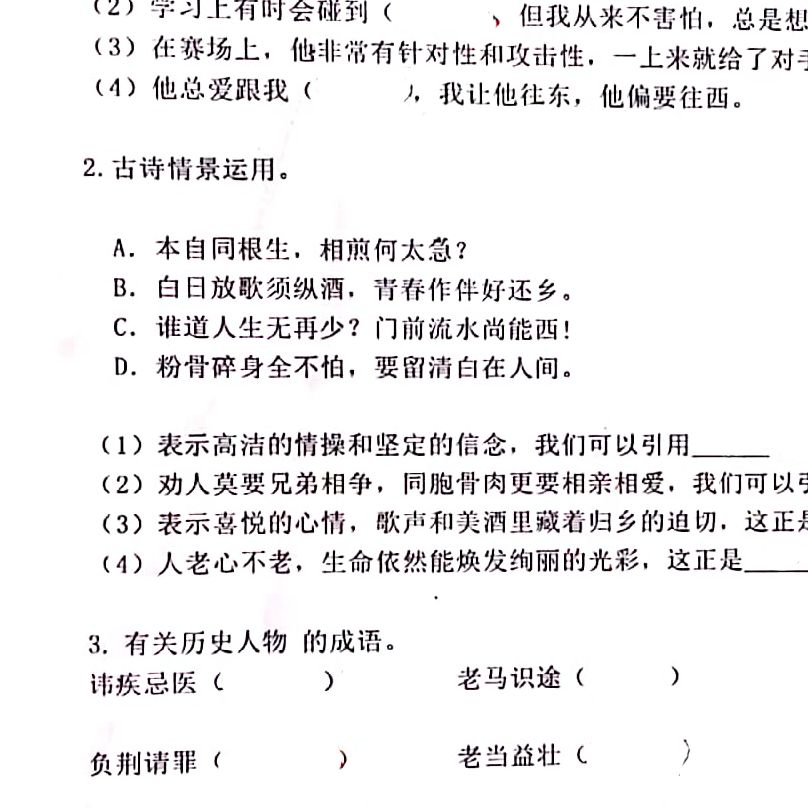 （2）学习上有时会碰到（　　　　），但我从来不害怕，总是想
（3）在赛场上，他非常有针对性和攻击性，一上来就给了对手
（4）他总爱跟我（　　　　），我让他往东，他偏要往西。
2.古诗情景运用。
A. 本自同根生，相煎何太急？
B. 白日放歌须纵酒，青春作伴好还乡。
C. 谁道人生无再少？门前流水尚能西！
D. 粉骨碎身全不怕，要留清白在人间。
（1）表示高洁的情操和坚定的信念，我们可以引用______
（2）劝人莫要兄弟相争，同胞骨肉更要相亲相爱，我们可以引
（3）表示喜悦的心情，歌声和美酒里藏着归乡的迫切，这正是
（4）人老心不老，生命依然能焕发绚丽的光彩，这正是_____
3. 有关历史人物 的成语。
讳疾忌医（　　　　） 老马识途（　　　　）
负荆请罪（　　　　） 老当益壮（　　　　）